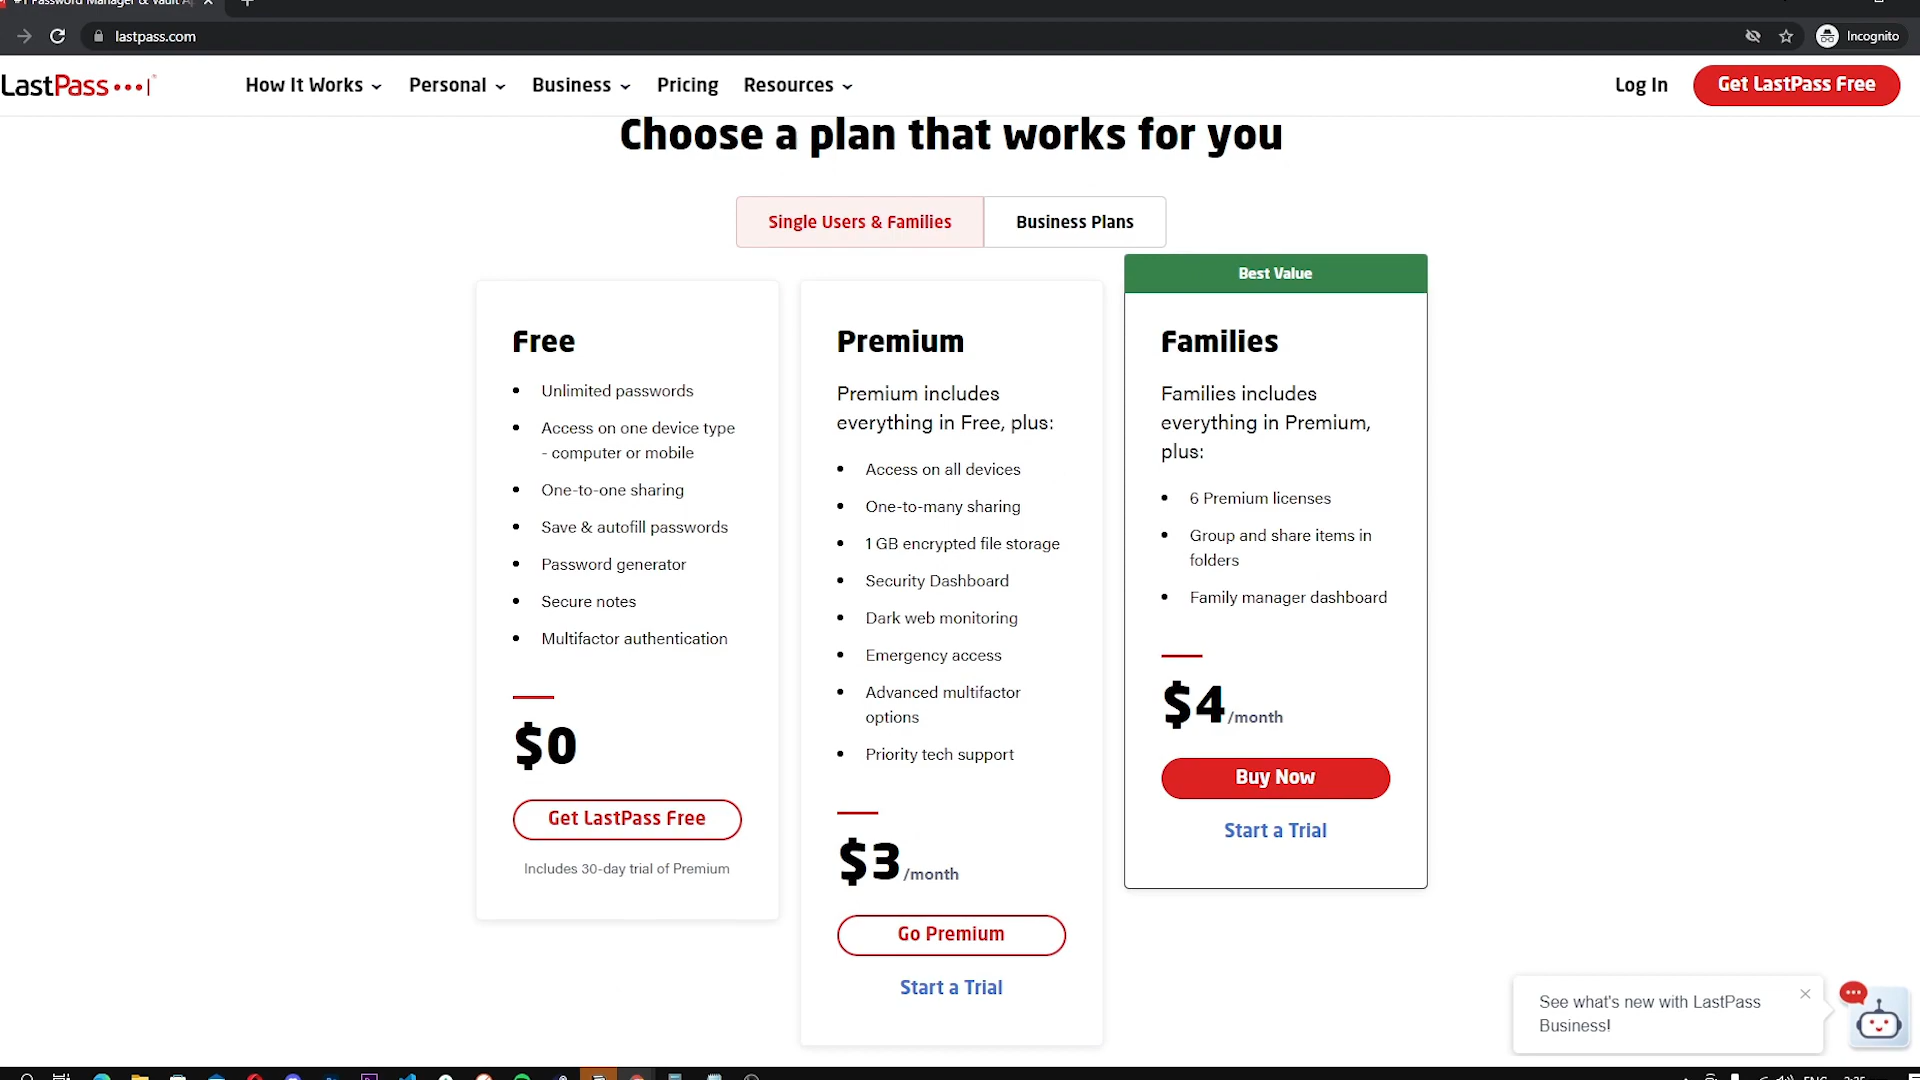 #1 Password Manager & Vault
lastpass.com
Incognito
LastPass
How It Works
Personal
Business
Pricing
Resources
Log In
Get LastPass Free
Choose a plan that works for you
Single Users & Families
Business Plans
Free
Unlimited passwords
Access on one device type
- computer or mobile
One-to-one sharing
Save & autofill passwords
Password generator
Secure notes
Multifactor authentication
$0
Get LastPass Free
Includes 30-day trial of Premium
Premium
Premium includes
everything in Free, plus:
Access on all devices
One-to-many sharing
1 GB encrypted file storage
Security Dashboard
Dark web monitoring
Emergency access
Advanced multifactor
options
Priority tech support
$3 /month
Go Premium
Start a Trial
Best Value
Families
Families includes
everything in Premium,
plus:
6 Premium licenses
Group and share items in
folders
Family manager dashboard
$4 /month
Buy Now
Start a Trial
See what's new with LastPass
Business!